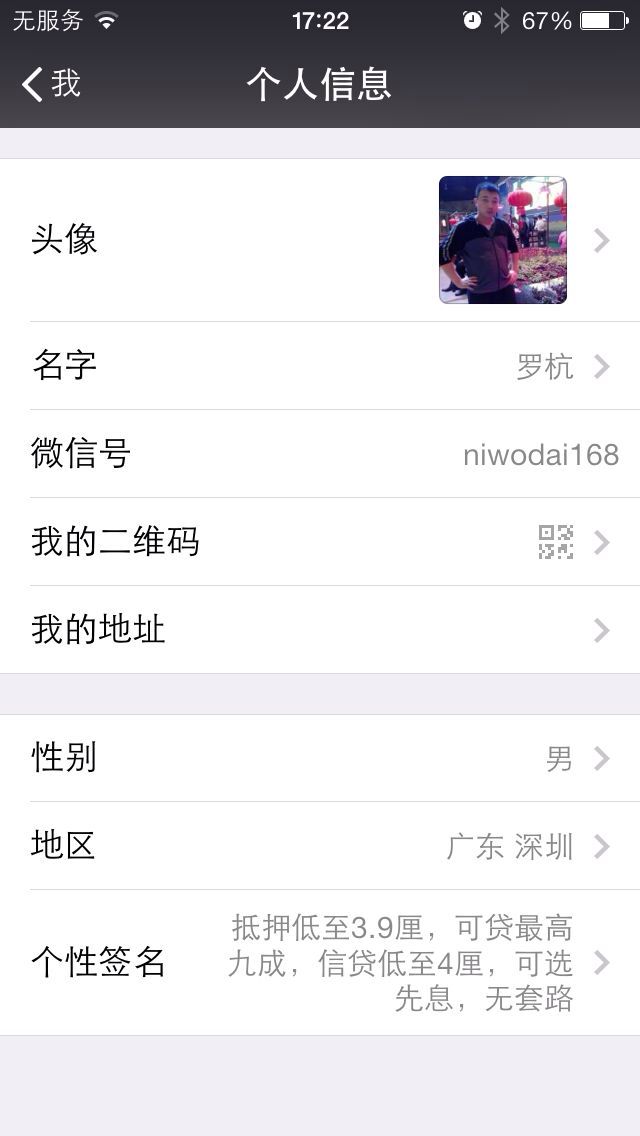 无服务 17:22 67%
我 个人信息
头像
名字 罗杭
微信号 niwodai168
我的二维码
我的地址
性别 男
地区 广东 深圳
个性签名 抵押低至3.9厘，可贷最高
九成，信贷低至4厘，可选
先息，无套路